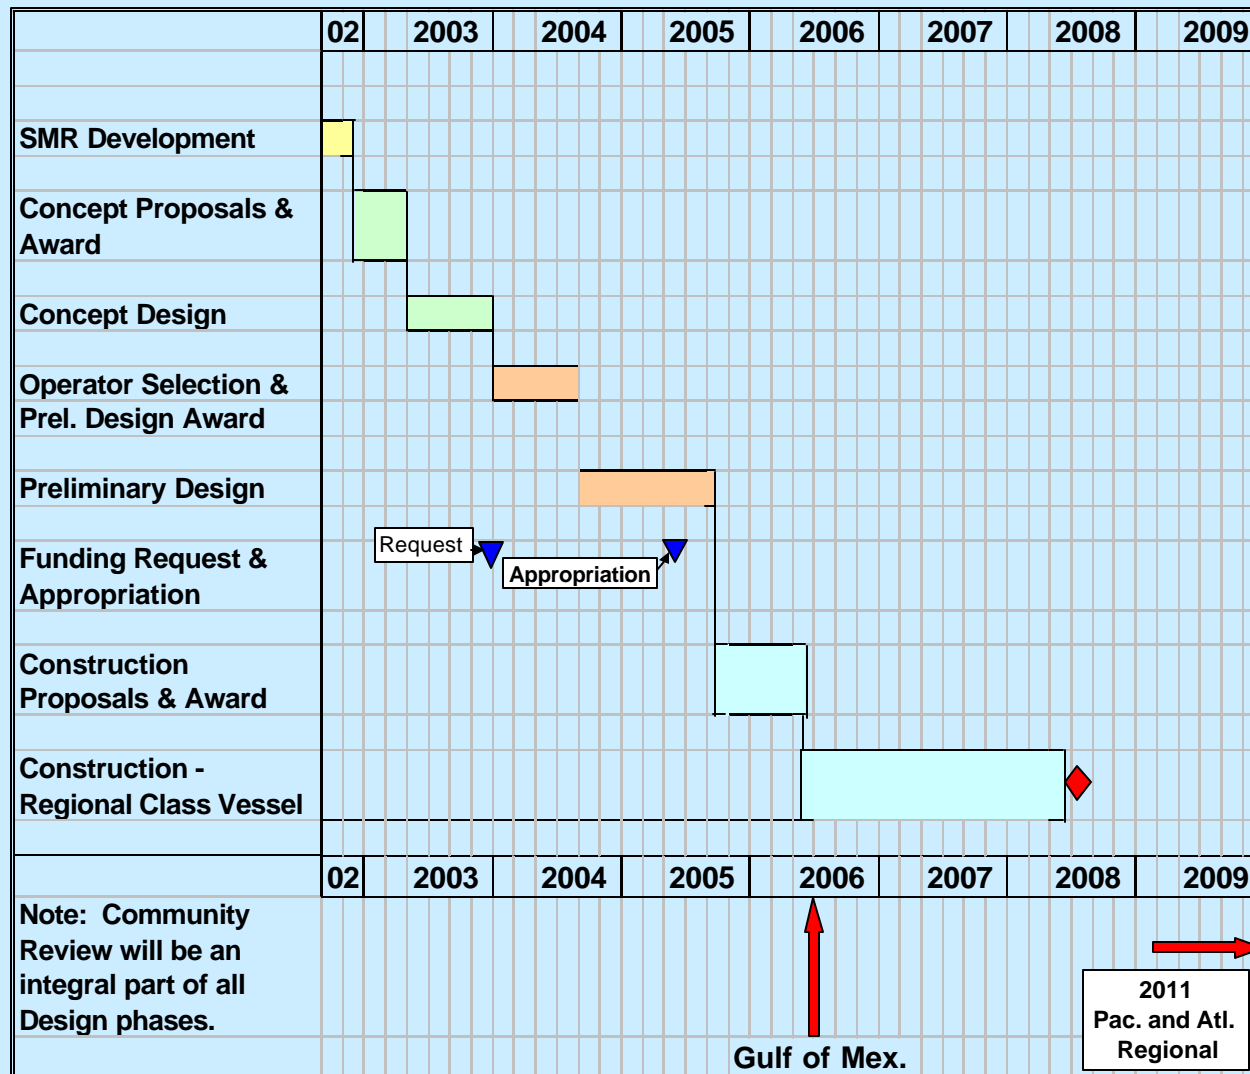 02 2003 2004 2005 2006 2007 2008 2009
SMR Development
Concept Proposals &
Award
Concept Design
Operator Selection &
Prel. Design Award
Preliminary Design
Request
Funding Request &
Appropriation
Appropriation
Construction
Proposals & Award
Construction -
Regional Class Vessel
02 2003 2004 2005 2006 2007 2008 2009
Note: Community
Review will be an
integral part of all
Design phases.
2011
Pac. and Atl.
Regional
Gulf of Mex.